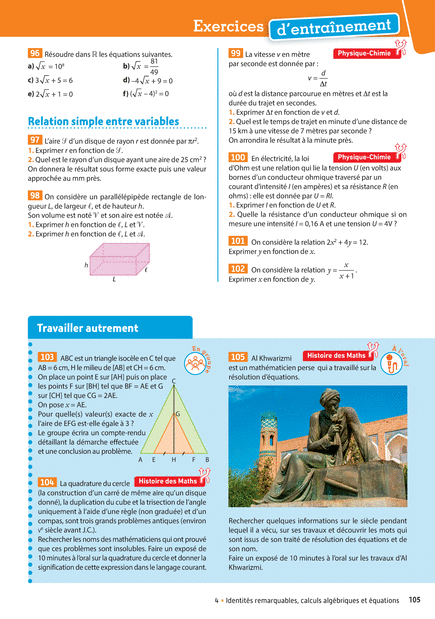 Exercices d'entraînement
96 Résoudre dans ℝ les équations suivantes.
a) √x = 10⁸ b) √x = 81/49
c) 3√x + 5 = 6 d) –4√x + 9 = 0
e) 2√x + 1 = 0 f) (√x – 4)² = 0
Relation simple entre variables
97 L'aire 𝒮 d'un disque de rayon r est donnée par πr².
1. Exprimer r en fonction de 𝒮.
2. Quel est le rayon d'un disque ayant une aire de 25 cm² ?
On donnera le résultat sous forme exacte puis une valeur
approchée au mm près.
98 On considère un parallélépipède rectangle de lon-
gueur L, de largeur ℓ, et de hauteur h.
Son volume est noté 𝒱 et son aire est notée 𝒜.
1. Exprimer h en fonction de ℓ, L et 𝒱.
2. Exprimer h en fonction de ℓ, L et 𝒜.
h
ℓ
L
99 La vitesse v en mètre Physique-Chimie
par seconde est donnée par :
v = d/Δt
où d est la distance parcourue en mètres et Δt est la
durée du trajet en secondes.
1. Exprimer Δt en fonction de v et d.
2. Quel est le temps de trajet en minute d'une distance de
15 km à une vitesse de 7 mètres par seconde ?
On arrondira le résultat à la minute près.
100 En électricité, la loi Physique-Chimie
d'Ohm est une relation qui lie la tension U (en volts) aux
bornes d'un conducteur ohmique traversé par un
courant d'intensité I (en ampères) et sa résistance R (en
ohms) : elle est donnée par U = RI.
1. Exprimer I en fonction de U et R.
2. Quelle est la résistance d'un conducteur ohmique si on
mesure une intensité I = 0,16 A et une tension U = 4V ?
101 On considère la relation 2x² + 4y = 12.
Exprimer y en fonction de x.
102 On considère la relation y = x/(x + 1).
Exprimer x en fonction de y.
Travailler autrement
En groupe
103 ABC est un triangle isocèle en C tel que
AB = 6 cm, H le milieu de [AB] et CH = 6 cm.
On place un point E sur [AH] puis on place
les points F sur [BH] tel que BF = AE et G
sur [CH] tel que CG = 2AE.
On pose x = AE.
Pour quelle(s) valeur(s) exacte de x
l'aire de EFG est-elle égale à 3 ?
Le groupe écrira un compte-rendu
détaillant la démarche effectuée
et une conclusion au problème.
C
G
A E H F B
104 La quadrature du cercle Histoire des Maths
(la construction d'un carré de même aire qu'un disque
donné), la duplication du cube et la trisection de l'angle
uniquement à l'aide d'une règle (non graduée) et d'un
compas, sont trois grands problèmes antiques (environ
Vᵉ siècle avant J.C.).
Rechercher les noms des mathématiciens qui ont prouvé
que ces problèmes sont insolubles. Faire un exposé de
10 minutes à l'oral sur la quadrature du cercle et donner la
signification de cette expression dans le langage courant.
À l'oral
105 Al Khwarizmi Histoire des Maths
est un mathématicien perse qui a travaillé sur la
résolution d'équations.
Rechercher quelques informations sur le siècle pendant
lequel il a vécu, sur ses travaux et découvrir les mots qui
sont issus de son traité de résolution des équations et de
son nom.
Faire un exposé de 10 minutes à l'oral sur les travaux d'Al
Khwarizmi.
4 • Identités remarquables, calculs algébriques et équations 105